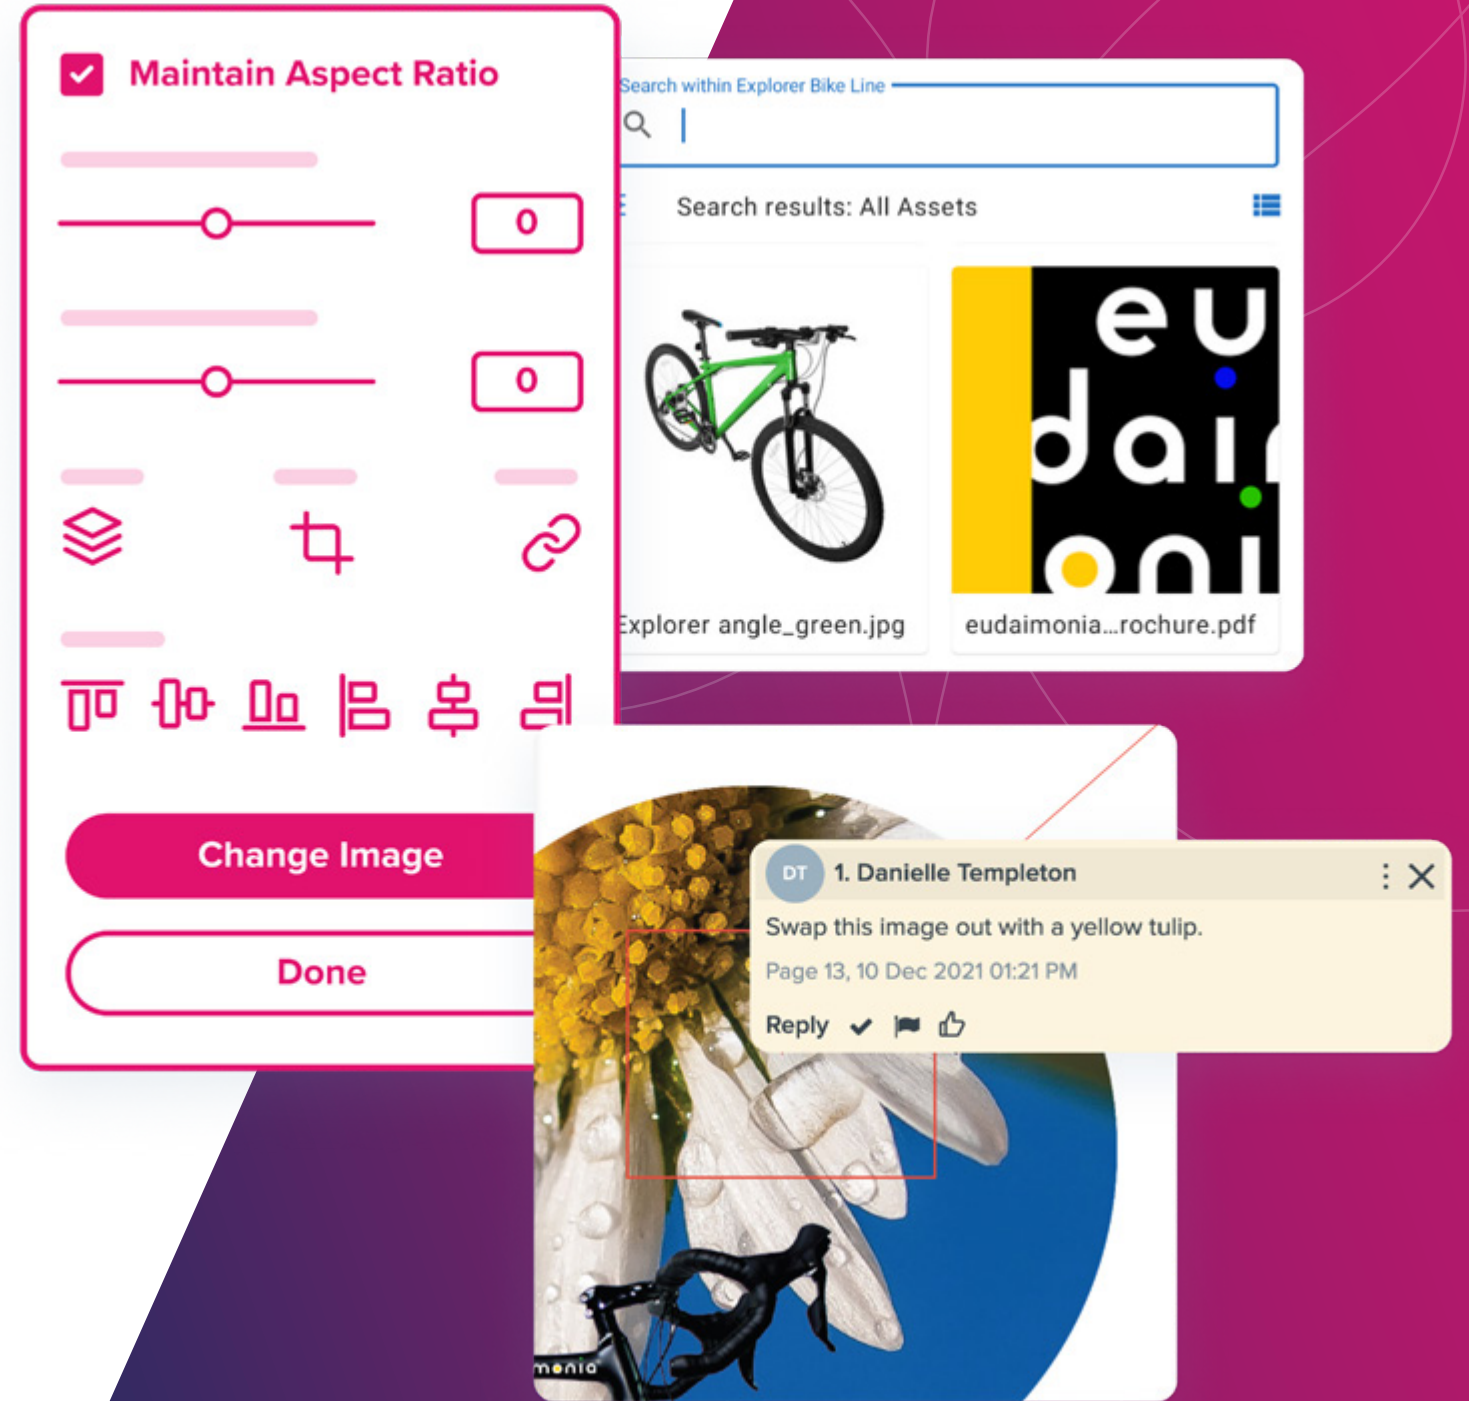 Maintain Aspect Ratio
0
0
Change Image
Done
Search within Explorer Bike Line
Search results: All Assets
eu
dai
oni
Explorer angle_green.jpg
eudaimonia...rochure.pdf
DT 1. Danielle Templeton
Swap this image out with a yellow tulip.
Page 13, 10 Dec 2021 01:21 PM
Reply
monia